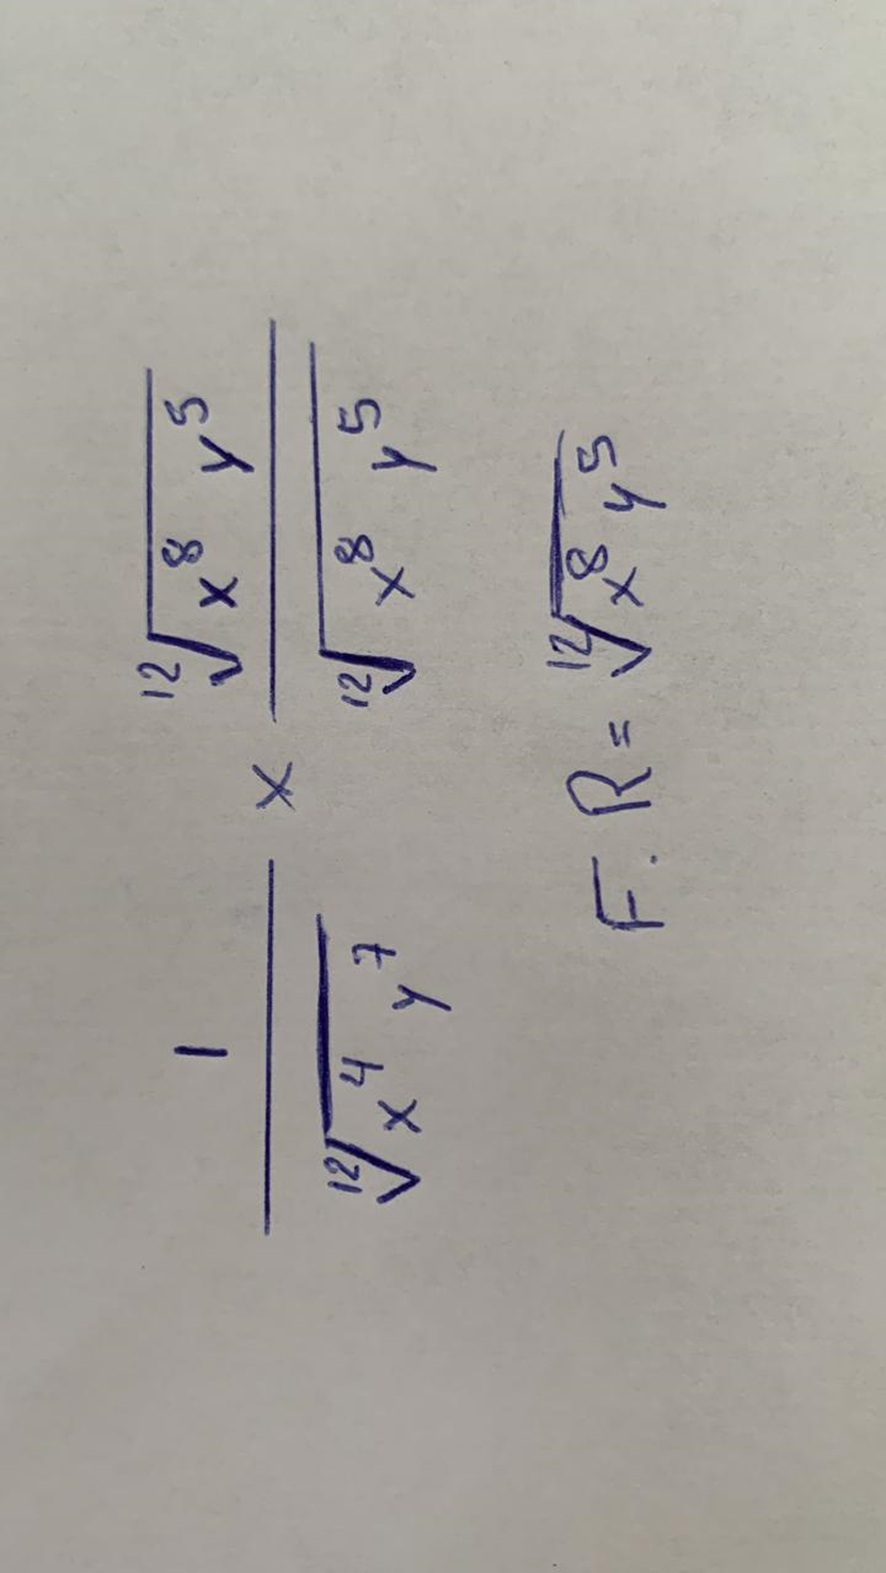 1/¹²√x⁴ y⁷ x ¹²√x⁸ y⁵/¹²√x⁸ y⁵
F. R = ¹²√x⁸ y⁵